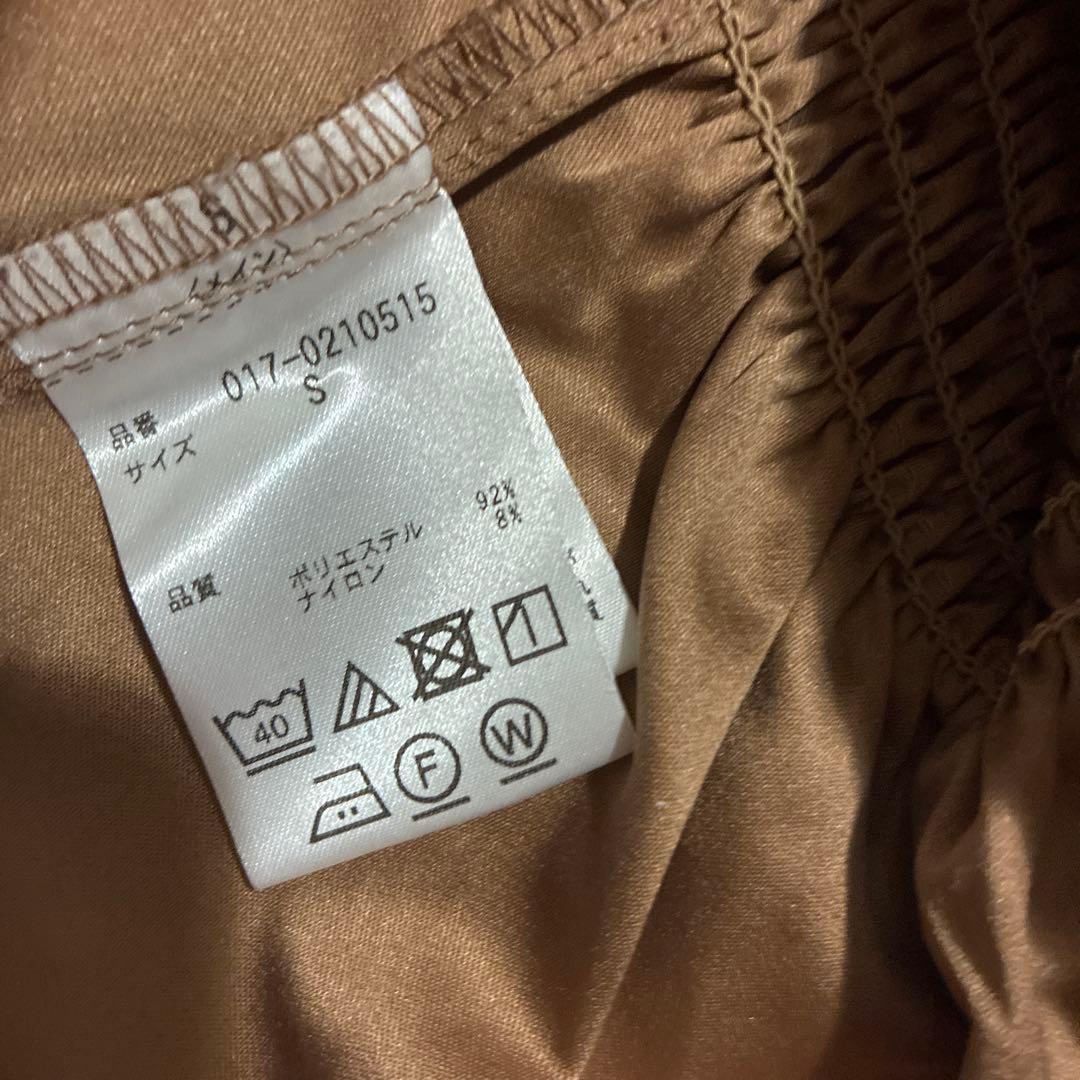 S
〈メイン〉
品番 017-0210515
サイズ S
品質 ポリエステル 92%
ナイロン 8%
40
F W